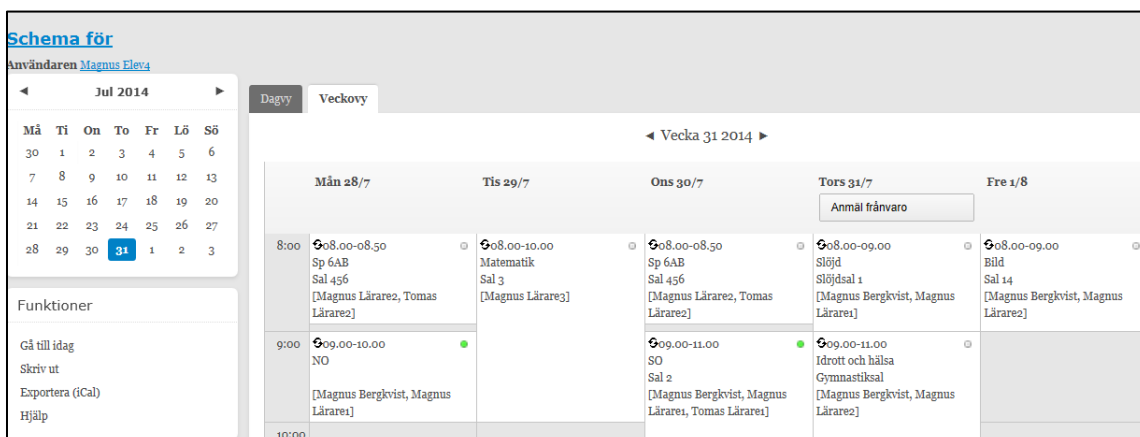 Schema för
Användaren Magnus Elev4
◄ Jul 2014 ►
Må Ti On To Fr Lö Sö
30 1 2 3 4 5 6
7 8 9 10 11 12 13
14 15 16 17 18 19 20
21 22 23 24 25 26 27
28 29 30 31 1 2 3
Funktioner
Gå till idag
Skriv ut
Exportera (iCal)
Hjälp
Dagvy Veckovy
◄ Vecka 31 2014 ►
Mån 28/7 Tis 29/7 Ons 30/7 Tors 31/7 Fre 1/8
Anmäl frånvaro
8:00
08.00-08.50
Sp 6AB
Sal 456
[Magnus Lärare2, Tomas
Lärare2]
08.00-10.00
Matematik
Sal 3
[Magnus Lärare3]
08.00-08.50
Sp 6AB
Sal 456
[Magnus Lärare2, Tomas
Lärare2]
08.00-09.00
Slöjd
Slöjdsal 1
[Magnus Bergkvist, Magnus
Lärare1]
08.00-09.00
Bild
Sal 14
[Magnus Bergkvist, Magnus
Lärare2]
9:00
09.00-10.00
NO
[Magnus Bergkvist, Magnus
Lärare1]
09.00-11.00
SO
Sal 2
[Magnus Bergkvist, Magnus
Lärare1, Tomas Lärare1]
09.00-11.00
Idrott och hälsa
Gymnastiksal
[Magnus Bergkvist, Magnus
Lärare2]
10:00